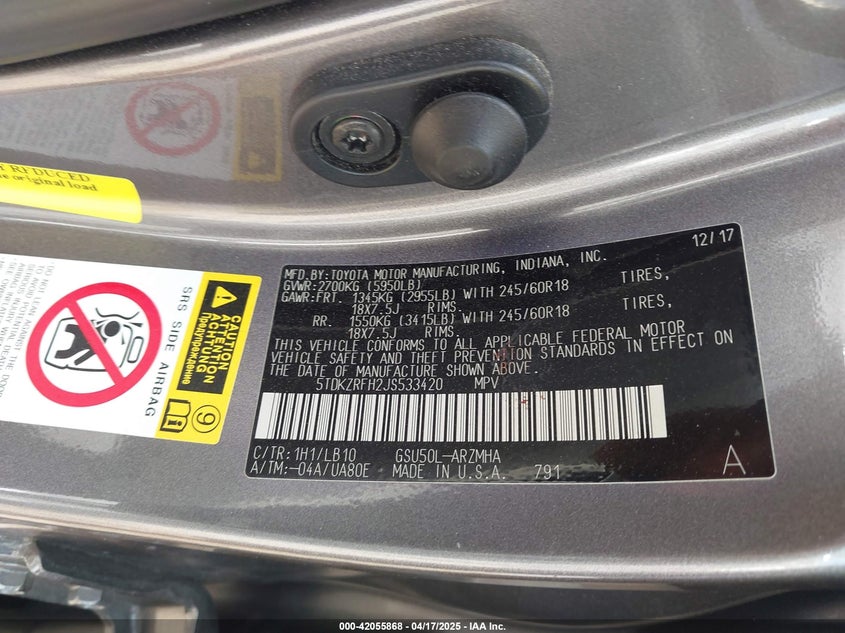 REDUCED
original load
SRS SIDE AIRBAG
CAUTION
ATTENTION
ACHTUNG
Предупреждение
9
12/17
MFD.BY:TOYOTA MOTOR MANUFACTURING, INDIANA, INC.
GVWR:2700KG (5950LB)
GAWR:FRT. 1345KG (2955LB) WITH 245/60R18 TIRES,
18X7.5J RIMS.
RR. 1550KG (3415LB) WITH 245/60R18 TIRES,
18X7.5J RIMS.
THIS VEHICLE CONFORMS TO ALL APPLICABLE FEDERAL MOTOR
VEHICLE SAFETY AND THEFT PREVENTION STANDARDS IN EFFECT ON
THE DATE OF MANUFACTURE SHOWN ABOVE.
5TDKZRFH2JS533420 MPV
C/TR:1H1/LB10 GSU50L-ARZMHA
A/TM:-04A/UA80E MADE IN U.S.A. 791 A
000-42055868 | 04/17/2025 | IAA Inc.